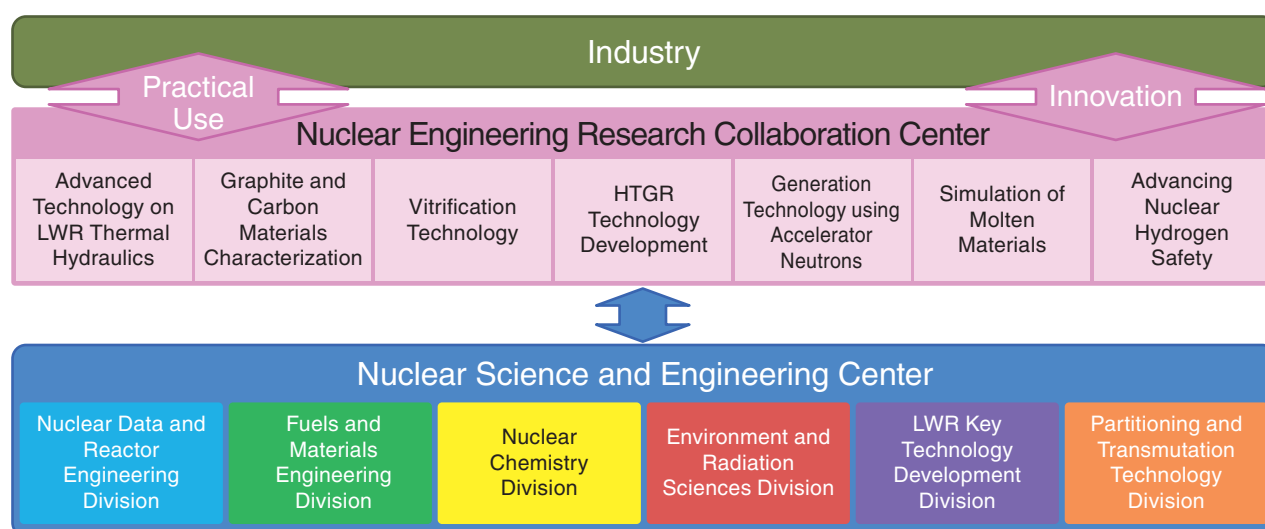 Industry
Practical
Use
Innovation
Nuclear Engineering Research Collaboration Center
Advanced
Technology on
LWR Thermal
Hydraulics
Graphite and
Carbon
Materials
Characterization
Vitrification
Technology
HTGR
Technology
Development
Generation
Technology using
Accelerator
Neutrons
Simulation of
Molten
Materials
Advancing
Nuclear
Hydrogen
Safety
Nuclear Science and Engineering Center
Nuclear Data and
Reactor
Engineering
Division
Fuels and
Materials
Engineering
Division
Nuclear
Chemistry
Division
Environment and
Radiation
Sciences Division
LWR Key
Technology
Development
Division
Partitioning and
Transmutation
Technology
Division